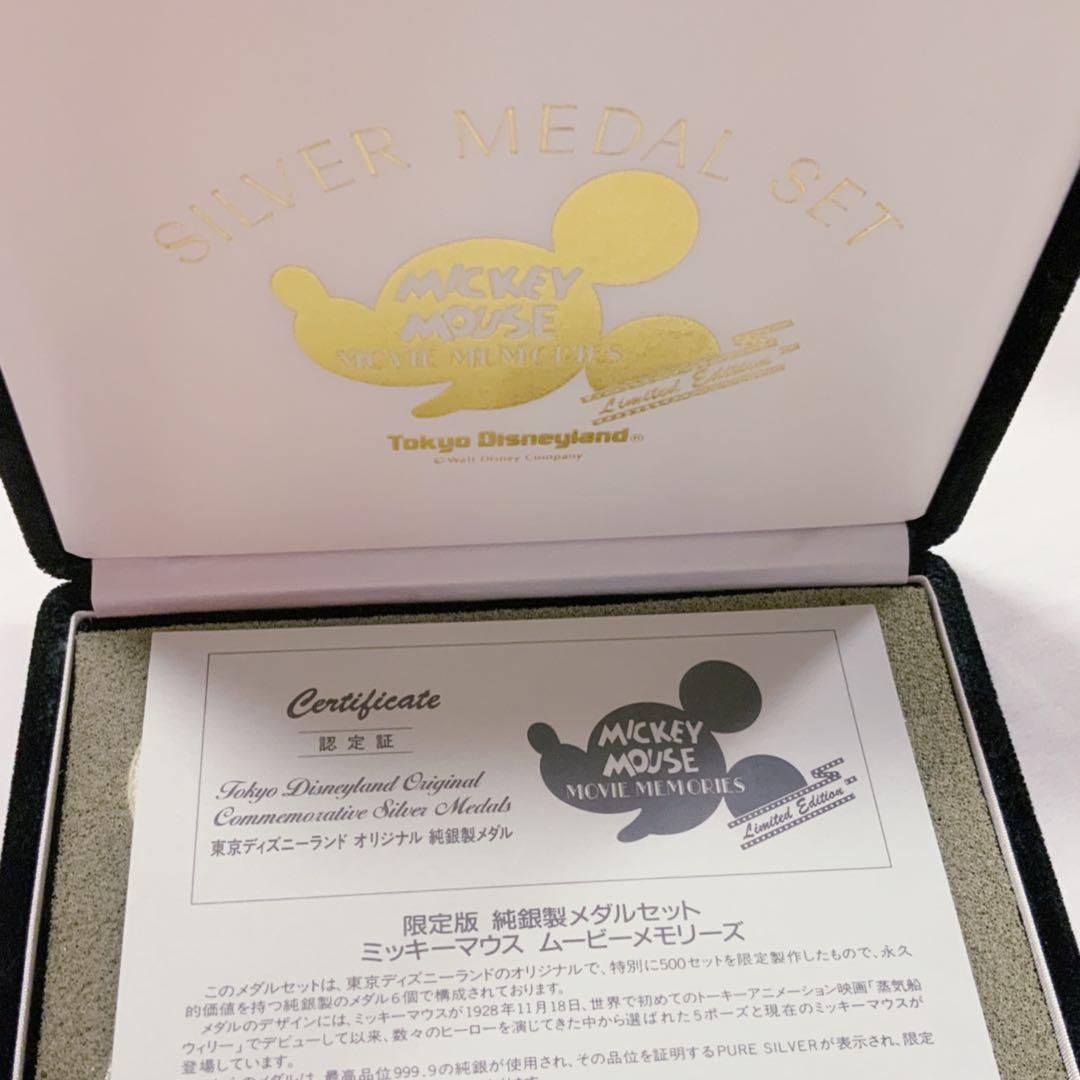 SILVER MEDAL SET
MICKEY
MOUSE
MOVIE MEMORIES
Limited Edition
Tokyo Disneyland®
© Walt Disney Company
Certificate
認定証
Tokyo Disneyland Original
Commemorative Silver Medals
東京ディズニーランド オリジナル 純銀製メダル
MICKEY
MOUSE
MOVIE MEMORIES
Limited Edition
限定版 純銀製メダルセット
ミッキーマウス ムービーメモリーズ
このメダルセットは、東京ディズニーランドのオリジナルで、特別に500セットを限定製作したもので、永久
的価値を持つ純銀製のメダル6個で構成されております。
メダルのデザインには、ミッキーマウスが1928年11月18日、世界で初めてのトーキーアニメーション映画「蒸気船
ウィリー」でデビューして以来、数々のヒーローを演じてきた中から選ばれた5ポーズと現在のミッキーマウスが
登場しています。
メダルは、最高品位999.9の純銀が使用され、その品位を証明するPURE SILVERが表示され、限定